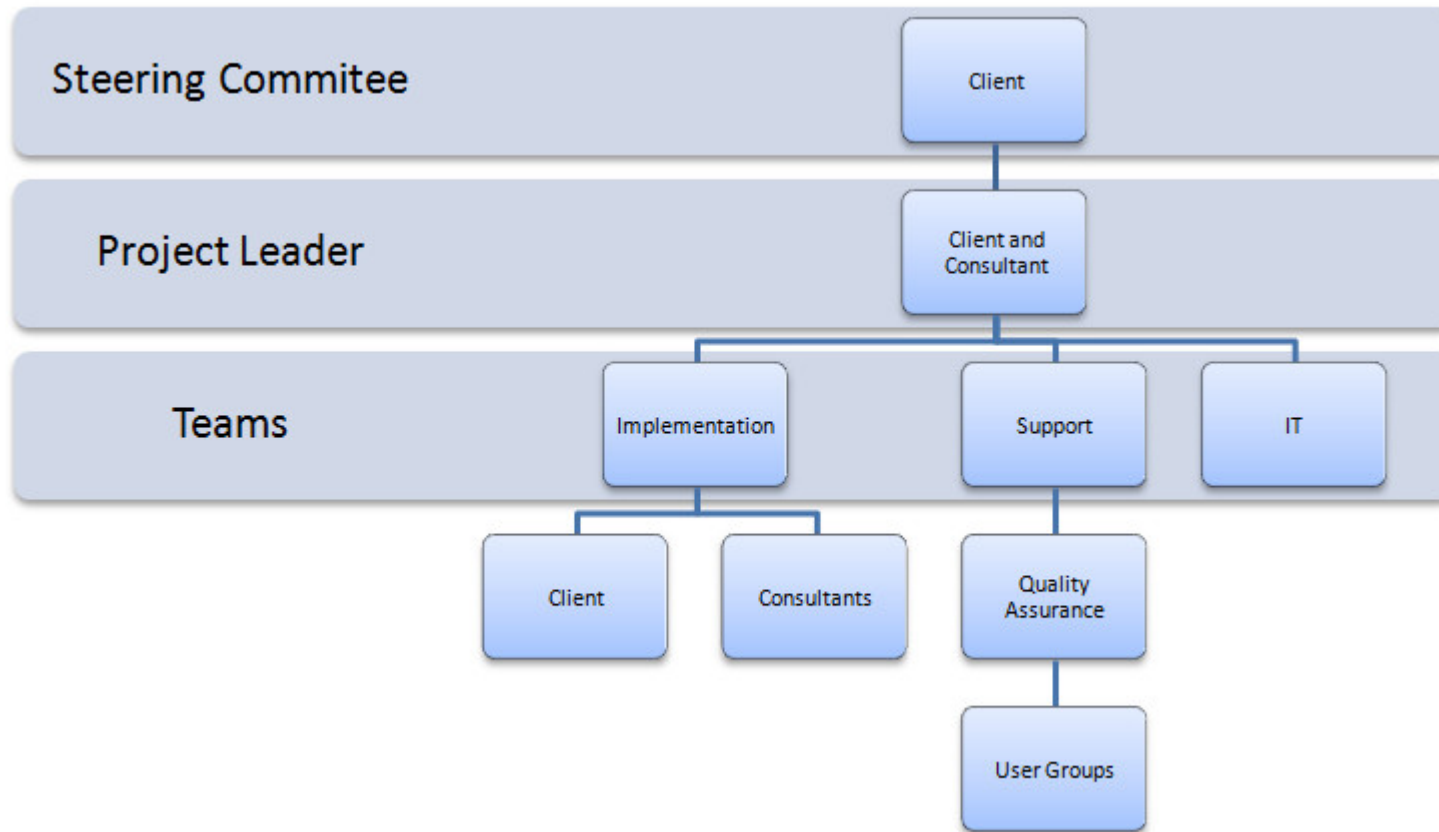 Steering Commitee
Client
Project Leader
Client and
Consultant
Teams
Implementation
Support
IT
Client
Consultants
Quality
Assurance
User Groups